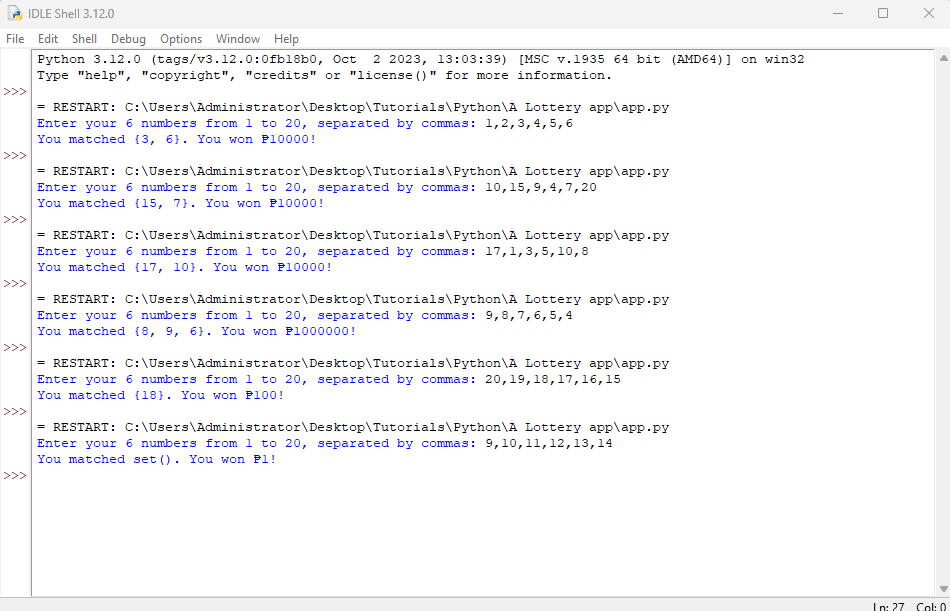 IDLE Shell 3.12.0
File Edit Shell Debug Options Window Help
Python 3.12.0 (tags/v3.12.0:0fb18b0, Oct  2 2023, 13:03:39) [MSC v.1935 64 bit (AMD64)] on win32
Type "help", "copyright", "credits" or "license()" for more information.
>>>
= RESTART: C:\Users\Administrator\Desktop\Tutorials\Python\A Lottery app\app.py
Enter your 6 numbers from 1 to 20, separated by commas: 1,2,3,4,5,6
You matched {3, 6}. You won ₱10000!
>>>
= RESTART: C:\Users\Administrator\Desktop\Tutorials\Python\A Lottery app\app.py
Enter your 6 numbers from 1 to 20, separated by commas: 10,15,9,4,7,20
You matched {15, 7}. You won ₱10000!
>>>
= RESTART: C:\Users\Administrator\Desktop\Tutorials\Python\A Lottery app\app.py
Enter your 6 numbers from 1 to 20, separated by commas: 17,1,3,5,10,8
You matched {17, 10}. You won ₱10000!
>>>
= RESTART: C:\Users\Administrator\Desktop\Tutorials\Python\A Lottery app\app.py
Enter your 6 numbers from 1 to 20, separated by commas: 9,8,7,6,5,4
You matched {8, 9, 6}. You won ₱1000000!
>>>
= RESTART: C:\Users\Administrator\Desktop\Tutorials\Python\A Lottery app\app.py
Enter your 6 numbers from 1 to 20, separated by commas: 20,19,18,17,16,15
You matched {18}. You won ₱100!
>>>
= RESTART: C:\Users\Administrator\Desktop\Tutorials\Python\A Lottery app\app.py
Enter your 6 numbers from 1 to 20, separated by commas: 9,10,11,12,13,14
You matched set(). You won ₱1!
>>>
Ln: 27 Col: 0